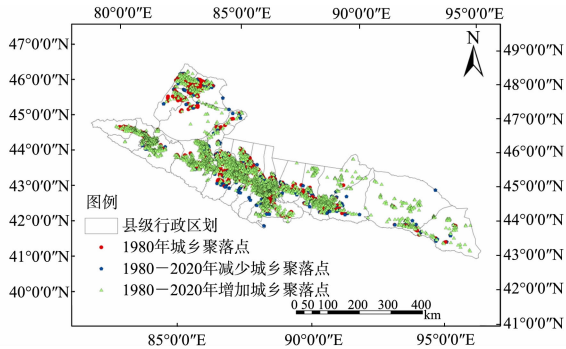 80°0′0″E 85°0′0″E 90°0′0″E 95°0′0″E
47°0′0″N
46°0′0″N
45°0′0″N
44°0′0″N
43°0′0″N
42°0′0″N
41°0′0″N
40°0′0″N
N
49°0′0″N
48°0′0″N
47°0′0″N
46°0′0″N
45°0′0″N
44°0′0″N
43°0′0″N
42°0′0″N
41°0′0″N
图例
县级行政区划
1980年城乡聚落点
1980－2020年减少城乡聚落点
1980－2020年增加城乡聚落点
0 50 100 200 300 400
km
85°0′0″E 90°0′0″E 95°0′0″E